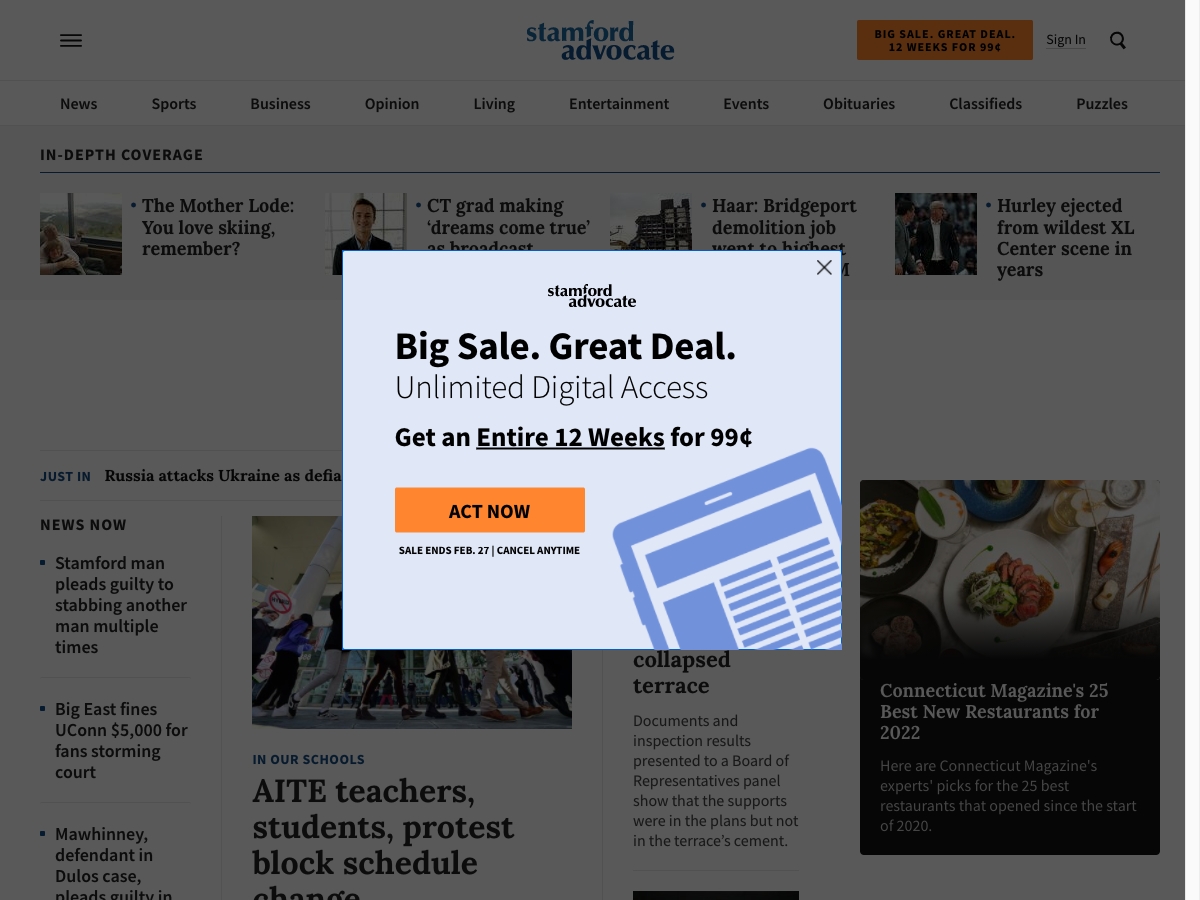 stamford
advocate
BIG SALE. GREAT DEAL.
12 WEEKS FOR 99¢
Sign In
News
Sports
Business
Opinion
Living
Entertainment
Events
Obituaries
Classifieds
Puzzles
IN-DEPTH COVERAGE
The Mother Lode:
You love skiing,
remember?
CT grad making
‘dreams come true’
as broadcast
Haar: Bridgeport
demolition job
went to highest
Hurley ejected
from wildest XL
Center scene in
years
stamford
advocate
Big Sale. Great Deal.
Unlimited Digital Access
Get an Entire 12 Weeks for 99¢
ACT NOW
SALE ENDS FEB. 27 | CANCEL ANYTIME
JUST IN
Russia attacks Ukraine as defia
NEWS NOW
Stamford man
pleads guilty to
stabbing another
man multiple
times
Big East fines
UConn $5,000 for
fans storming
court
Mawhinney,
defendant in
Dulos case,
pleads guilty in
IN OUR SCHOOLS
AITE teachers,
students, protest
block schedule
change
collapsed
terrace
Documents and
inspection results
presented to a Board of
Representatives panel
show that the supports
were in the plans but not
in the terrace’s cement.
Connecticut Magazine's 25
Best New Restaurants for
2022
Here are Connecticut Magazine's
experts' picks for the 25 best
restaurants that opened since the start
of 2020.